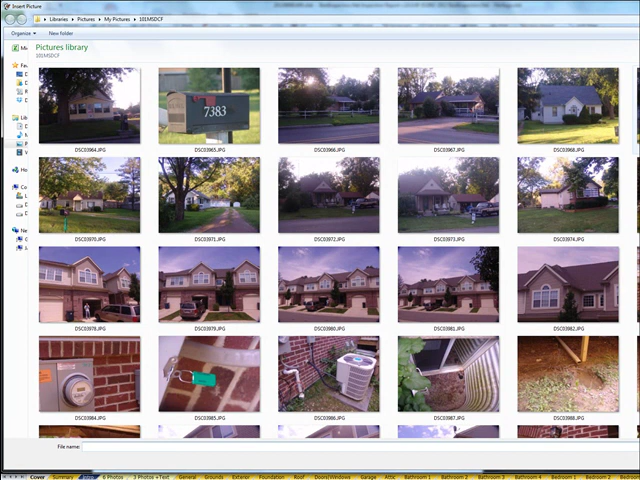 Insert Picture
Libraries ▸ Pictures ▸ My Pictures ▸ 101MSDCF
Organize ▾ New folder
Pictures library
101MSDCF
7383
DSC03964.JPG DSC03965.JPG DSC03966.JPG DSC03967.JPG DSC03968.JPG
DSC03970.JPG DSC03971.JPG DSC03972.JPG DSC03973.JPG DSC03974.JPG
DSC03978.JPG DSC03979.JPG DSC03980.JPG DSC03981.JPG DSC03982.JPG
DSC03984.JPG DSC03985.JPG DSC03986.JPG DSC03987.JPG DSC03988.JPG
File name:
Cover Summary 6 Photos 3 Photos +Text General Grounds Exterior Foundation Roof Doors|Windows Garage Attic Bathroom 1 Bathroom 2 Bathroom 3 Bathroom 4 Bedroom 1 Bedroom 2